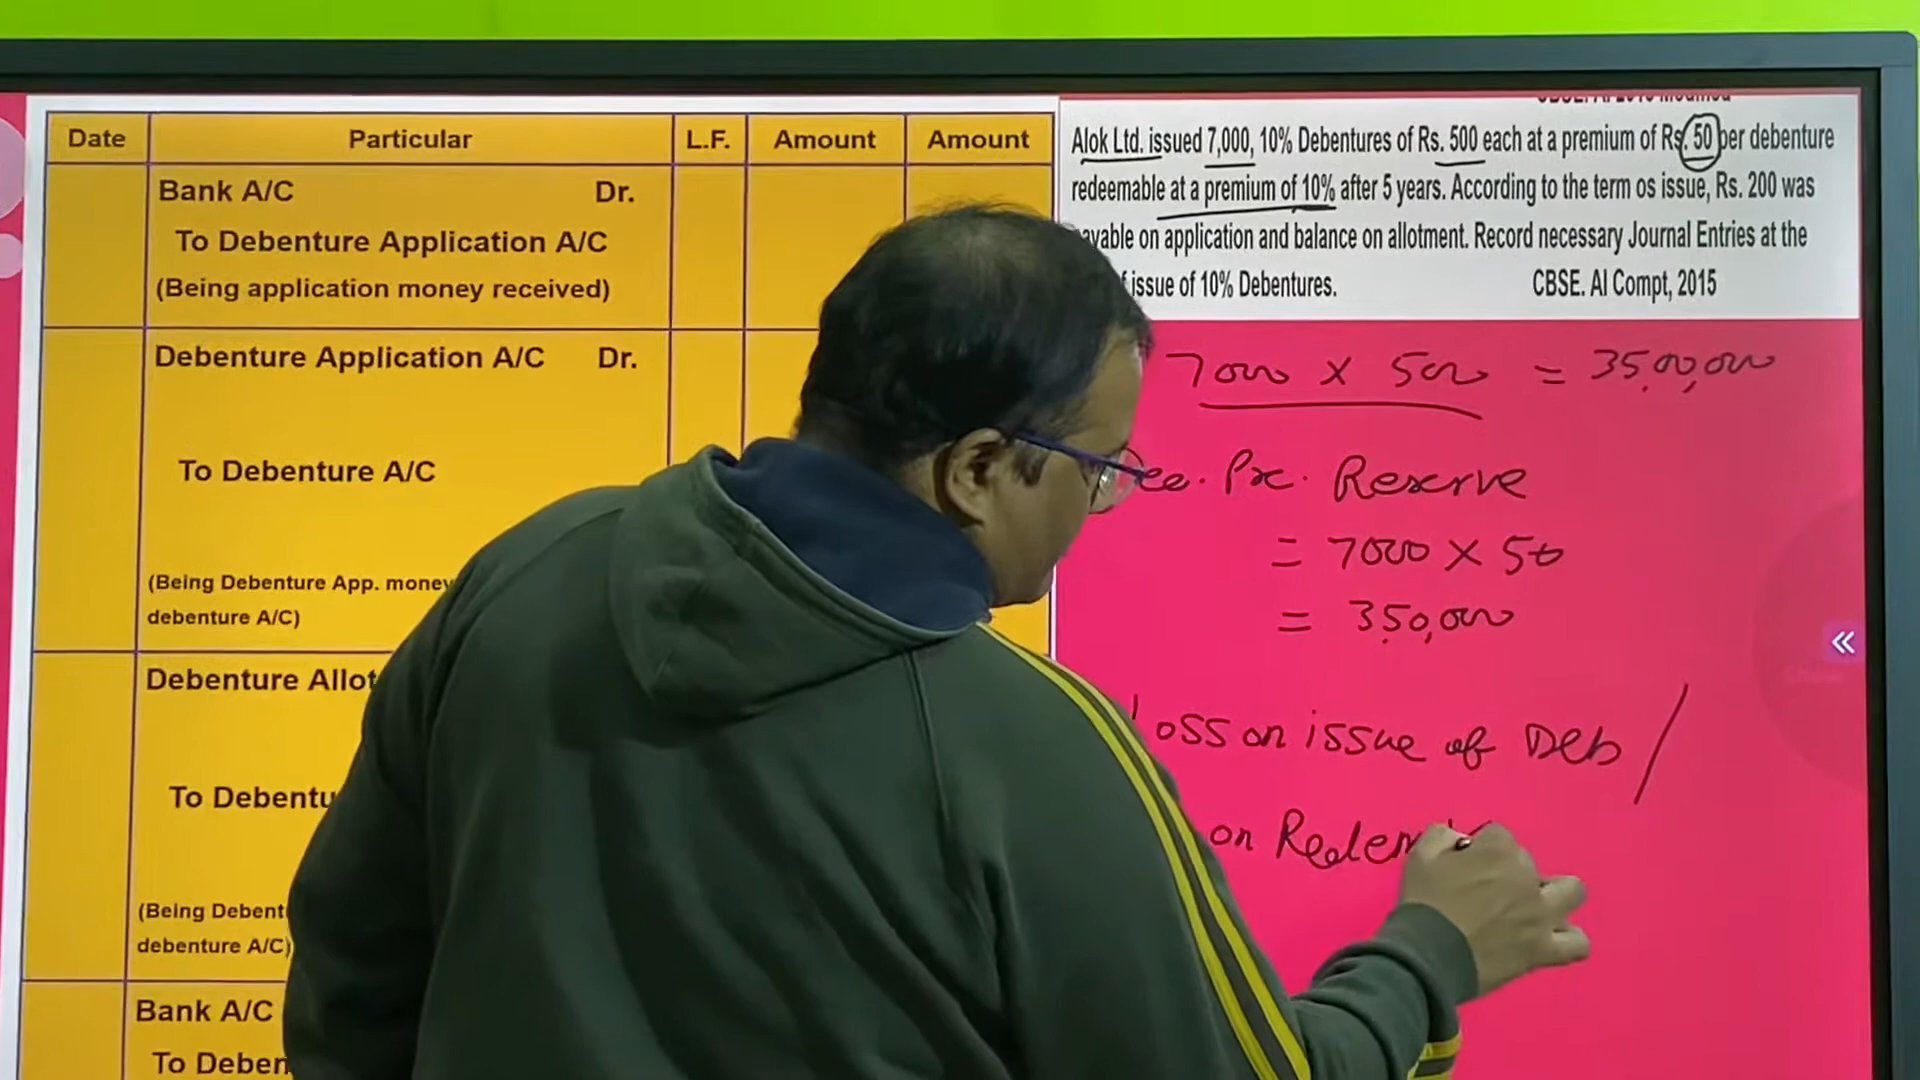 Date Particular L.F. Amount Amount
Bank A/C Dr.
To Debenture Application A/C
(Being application money received)
Debenture Application A/C Dr.
To Debenture A/C
(Being Debenture App. money
debenture A/C)
Debenture Allot
To Debentu
(Being Debent
debenture A/C)
Bank A/C
To Deben
Alok Ltd. issued 7,000, 10% Debentures of Rs. 500 each at a premium of Rs. 50 per debenture
redeemable at a premium of 10% after 5 years. According to the term os issue, Rs. 200 was
payable on application and balance on allotment. Record necessary Journal Entries at the
issue of 10% Debentures. CBSE. AI Compt, 2015
7000 × 500 = 35,00,000
Pre. Reserve
= 7000 × 50
= 3,50,000
Loss on issue of Deb /
on Redem